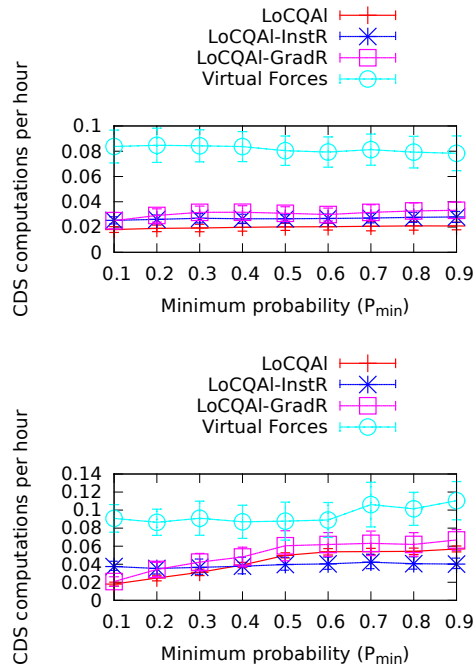 LoCQAl
LoCQAl-InstR
LoCQAl-GradR
Virtual Forces
CDS computations per hour
0.1
0.08
0.06
0.04
0.02
0
0.1 0.2 0.3 0.4 0.5 0.6 0.7 0.8 0.9
Minimum probability (Pmin)
LoCQAl
LoCQAl-InstR
LoCQAl-GradR
Virtual Forces
CDS computations per hour
0.14
0.12
0.1
0.08
0.06
0.04
0.02
0
0.1 0.2 0.3 0.4 0.5 0.6 0.7 0.8 0.9
Minimum probability (Pmin)